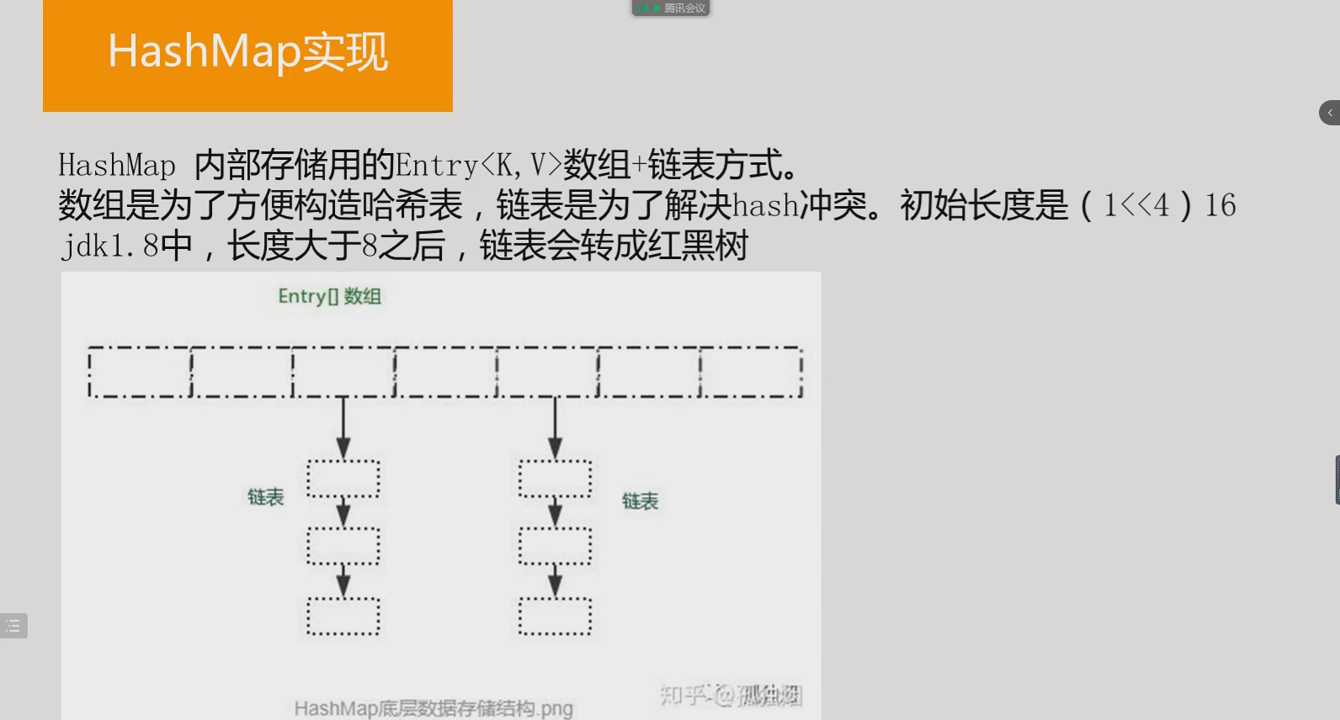 腾讯会议
HashMap实现
HashMap 内部存储用的Entry<K,V>数组+链表方式。
数组是为了方便构造哈希表，链表是为了解决hash冲突。初始长度是（1<<4）16
jdk1.8中，长度大于8之后，链表会转成红黑树
Entry[] 数组
链表
链表
知乎 @孤独烟
HashMap底层数据存储结构.png